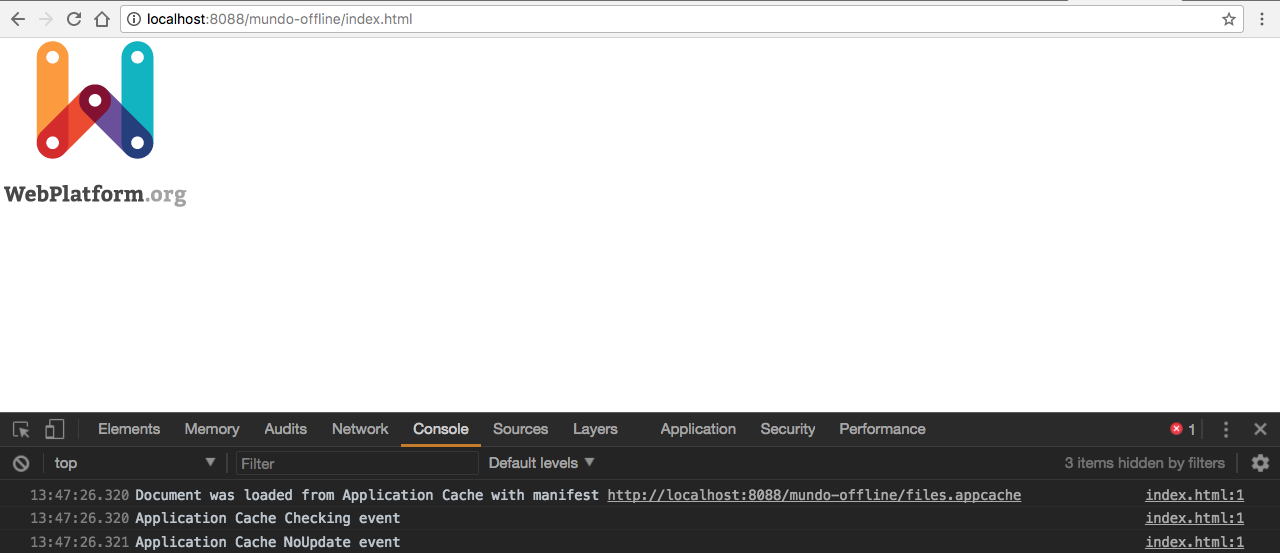 localhost:8088/mundo-offline/index.html
WebPlatform.org
Elements Memory Audits Network Console Sources Layers Application Security Performance 1
top Filter Default levels 3 items hidden by filters
13:47:26.320 Document was loaded from Application Cache with manifest http://localhost:8088/mundo-offline/files.appcache index.html:1
13:47:26.320 Application Cache Checking event index.html:1
13:47:26.321 Application Cache NoUpdate event index.html:1